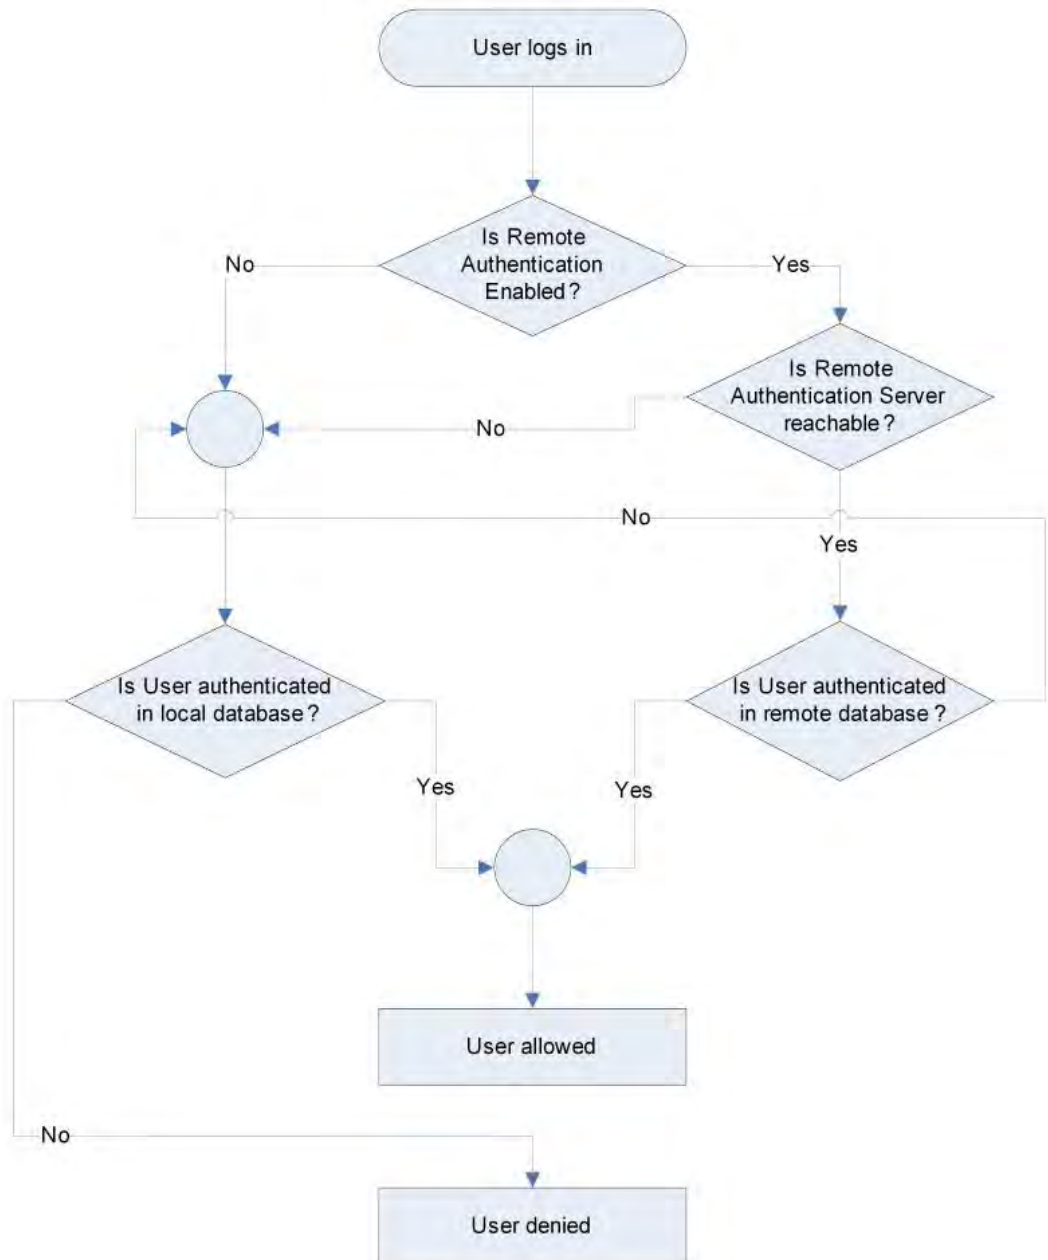 User logs in
Is Remote
Authentication
Enabled?
No
Yes
Is Remote
Authentication Server
reachable?
No
No
Yes
Is User authenticated
in local database?
Is User authenticated
in remote database?
Yes
Yes
User allowed
No
User denied